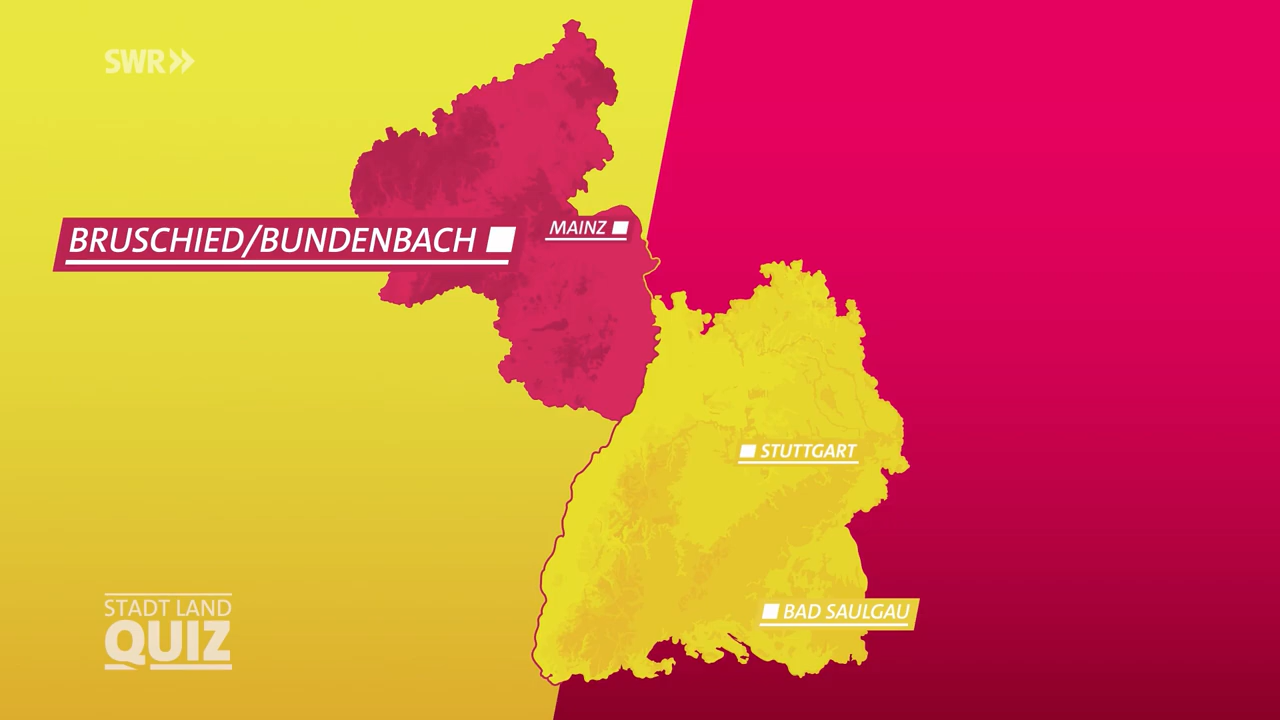 SWR
BRUSCHIED/BUNDENBACH
MAINZ
STUTTGART
BAD SAULGAU
STADT LAND
QUIZ